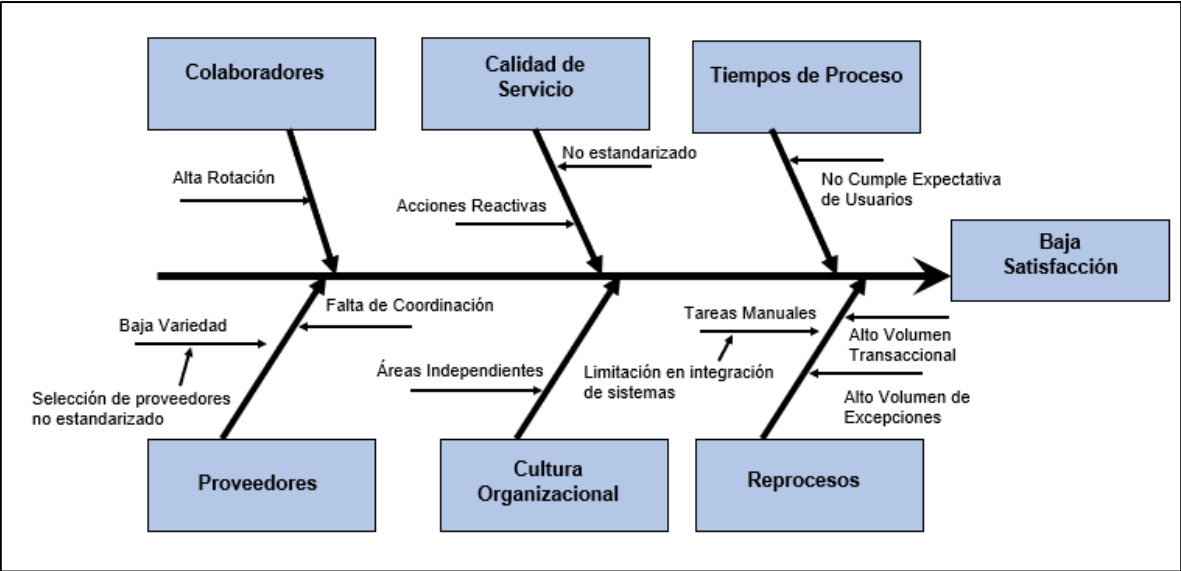 Colaboradores
Calidad de
Servicio
Tiempos de Proceso
No estandarizado
Alta Rotación
No Cumple Expectativa
de Usuarios
Acciones Reactivas
Baja
Satisfacción
Falta de Coordinación
Baja Variedad
Tareas Manuales
Alto Volumen
Transaccional
Áreas Independientes
Limitación en integración
de sistemas
Selección de proveedores
no estandarizado
Alto Volumen de
Excepciones
Proveedores
Cultura
Organizacional
Reprocesos